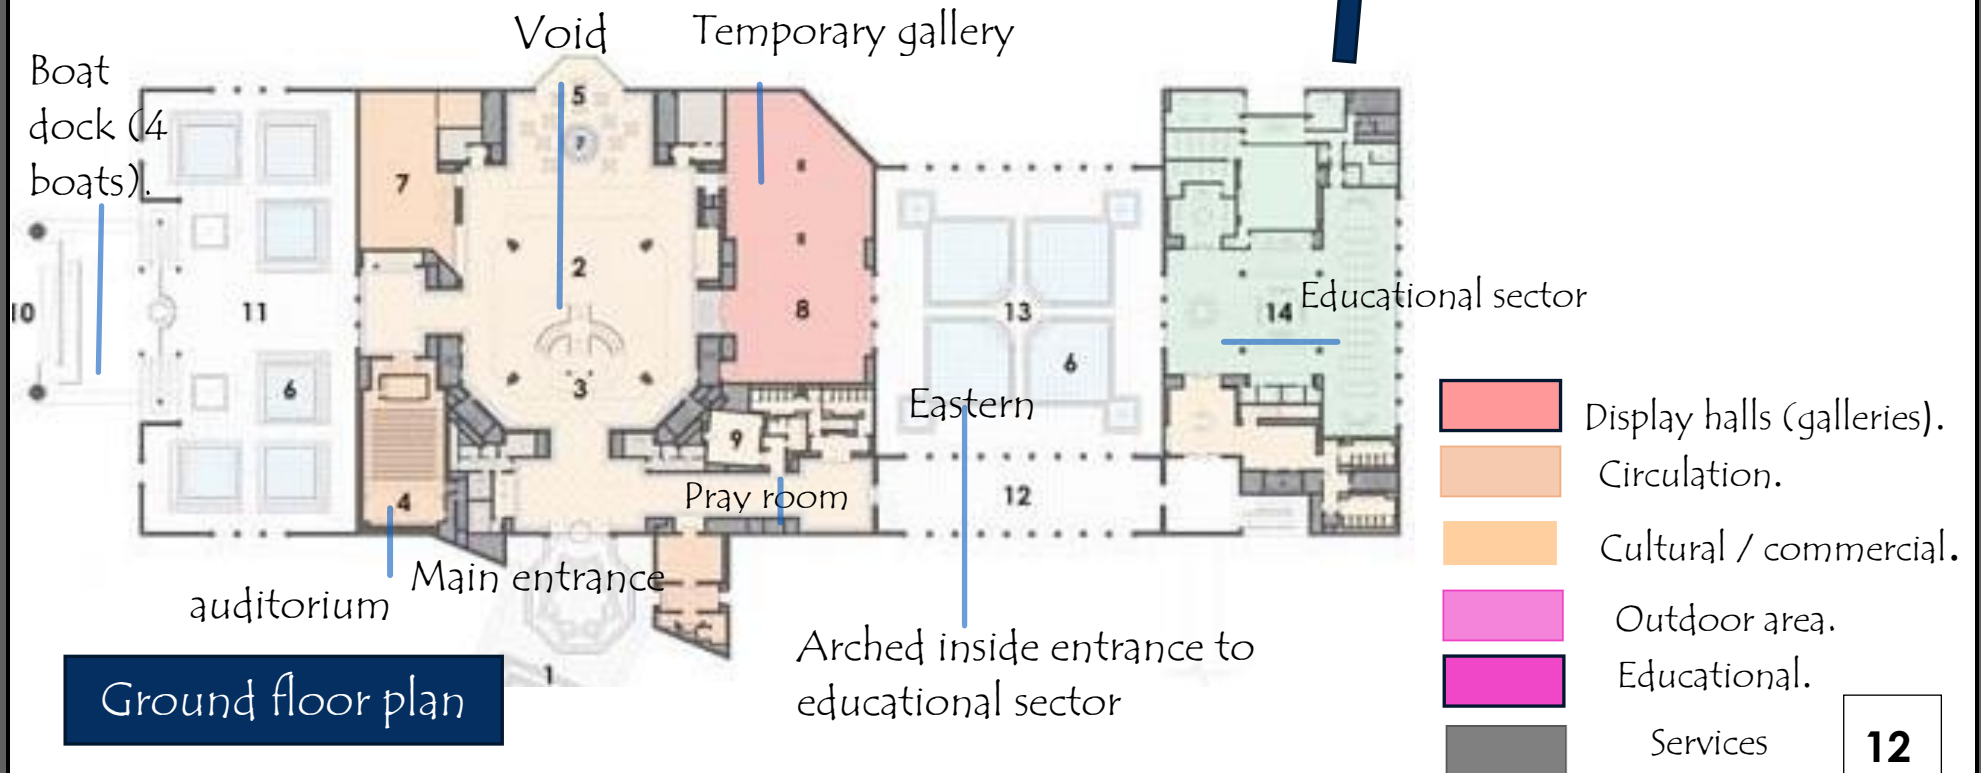 Void
Temporary gallery
Boat
dock (4
boats).
5
7
7
2
8
10
11
13
14
Educational sector
6
3
6
Eastern
9
4
Pray room
12
Main entrance
auditorium
1
Arched inside entrance to
educational sector
Ground floor plan
Display halls (galleries).
Circulation.
Cultural / commercial.
Outdoor area.
Educational.
Services
12